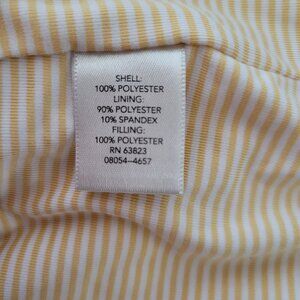 SHELL:
100% POLYESTER
LINING:
90% POLYESTER
10% SPANDEX
FILLING:
100% POLYESTER
RN 63823
08054-4657